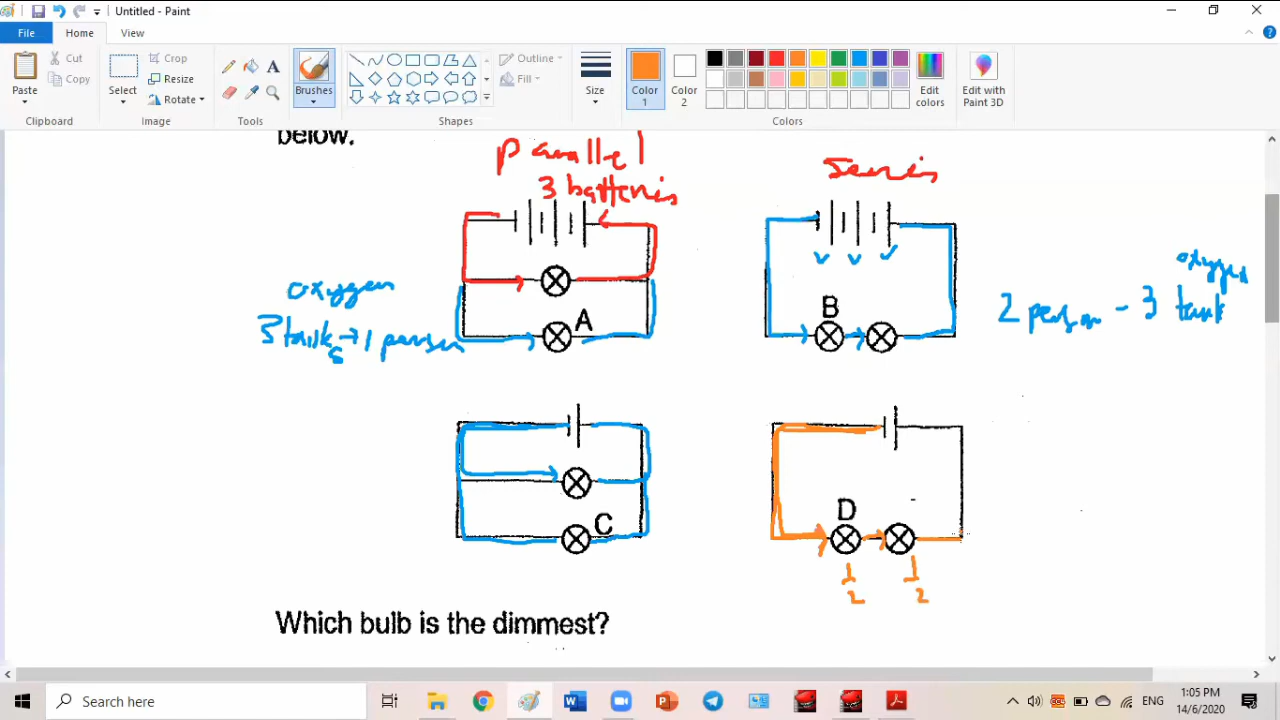 Untitled - Paint
File
Home
View
Paste
Cut
Copy
Clipboard
Select
Crop
Resize
Rotate
Image
Tools
Brushes
Shapes
Outline
Fill
Size
Color 1
Color 2
Colors
Edit colors
Edit with Paint 3D
below.
parallel
3 batteries
Series
A
oxygen
3 tanks → 1 person
B
2 person - 3
oxygen
tank
C
D
1
2
1
2
Which bulb is the dimmest?
Type here to search
ENG
1:05 PM
14/6/2020